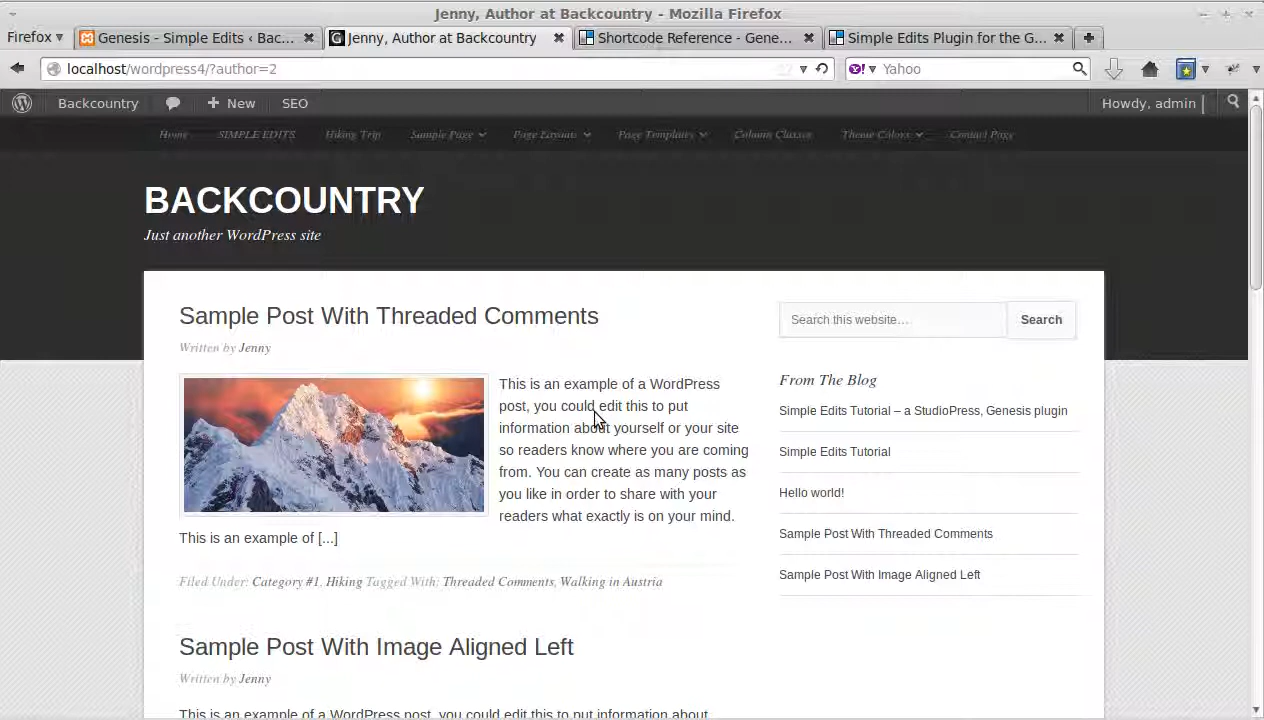 Jenny, Author at Backcountry - Mozilla Firefox
Firefox
Genesis - Simple Edits ‹ Bac...
Jenny, Author at Backcountry
Shortcode Reference - Gene...
Simple Edits Plugin for the G...
localhost/wordpress4/?author=2
Yahoo
Backcountry
New
SEO
Howdy, admin
Home
SIMPLE EDITS
Hiking Trip
Sample Page
Page Layouts
Page Templates
Column Classes
Theme Colors
Contact Page
BACKCOUNTRY
Just another WordPress site
Sample Post With Threaded Comments
Written by Jenny
This is an example of a WordPress
post, you could edit this to put
information about yourself or your site
so readers know where you are coming
from. You can create as many posts as
you like in order to share with your
readers what exactly is on your mind.
This is an example of [...]
Filed Under: Category #1, Hiking Tagged With: Threaded Comments, Walking in Austria
Sample Post With Image Aligned Left
Written by Jenny
This is an example of a WordPress post, you could edit this to put information about
Search this website…
Search
From The Blog
Simple Edits Tutorial – a StudioPress, Genesis plugin
Simple Edits Tutorial
Hello world!
Sample Post With Threaded Comments
Sample Post With Image Aligned Left